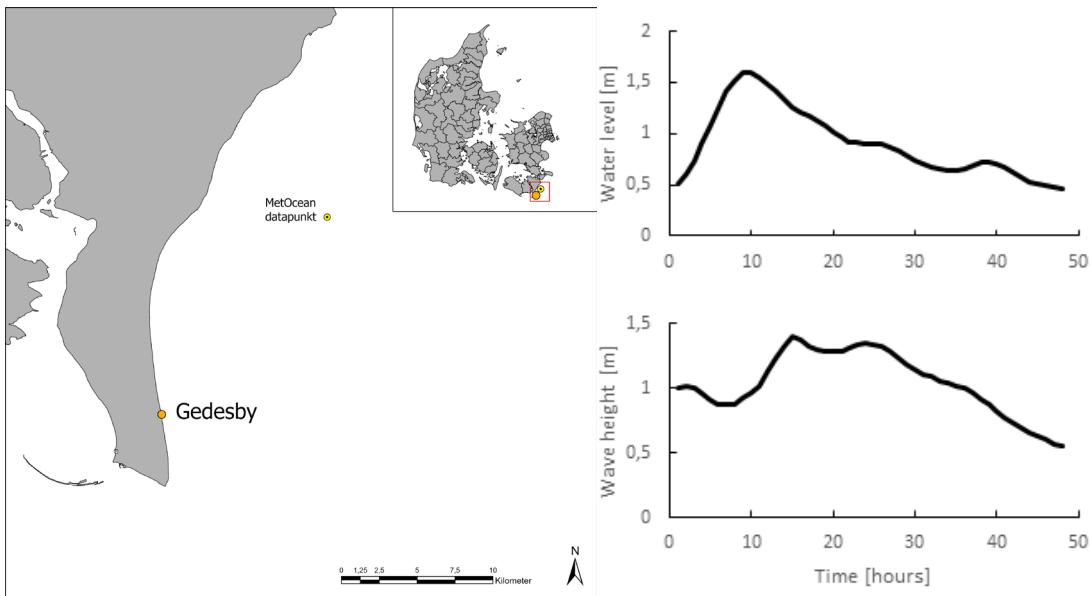 MetOcean
datapunkt
Gedesby
N
0 1,25 2,5 5 7,5 10
Kilometer
Water level [m]
2
1,5
1
0,5
0
0 10 20 30 40 50
Wave height [m]
1,5
1
0,5
0
0 10 20 30 40 50
Time [hours]